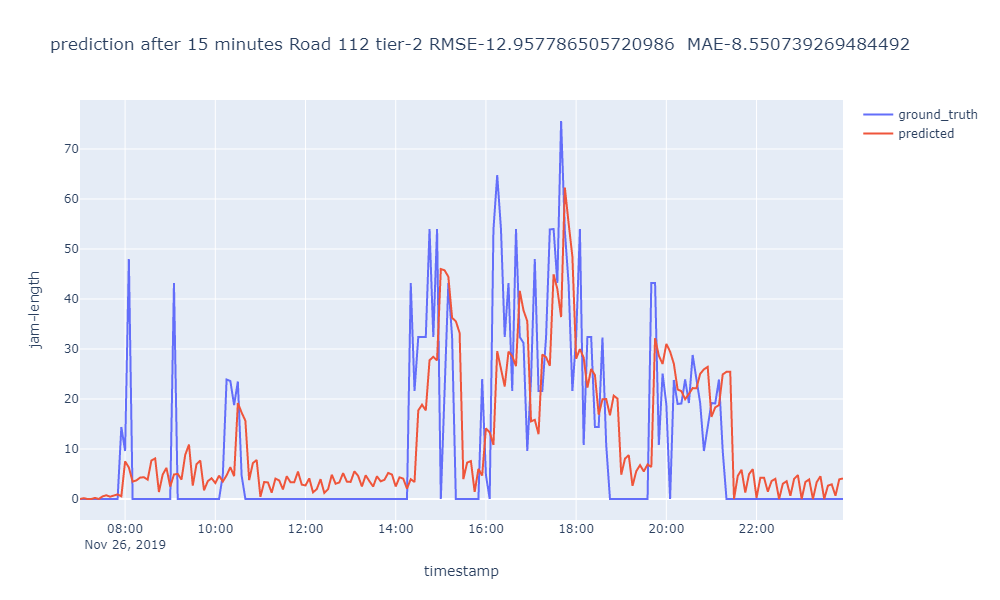 prediction after 15 minutes Road 112 tier-2 RMSE-12.957786505720986  MAE-8.550739269484492
ground_truth
predicted
70
60
50
40
30
20
10
0
jam-length
08:00 10:00 12:00 14:00 16:00 18:00 20:00 22:00
Nov 26, 2019
timestamp